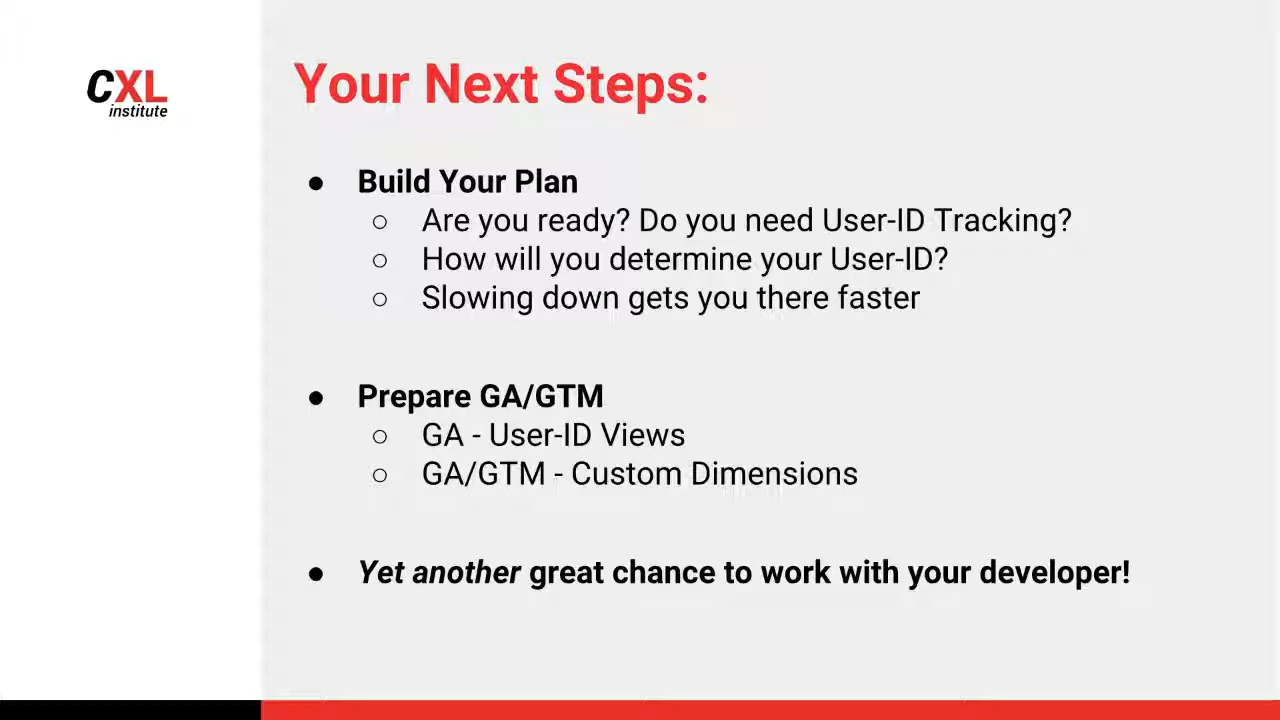 CXL
institute
Your Next Steps:
● Build Your Plan
○ Are you ready? Do you need User-ID Tracking?
○ How will you determine your User-ID?
○ Slowing down gets you there faster
● Prepare GA/GTM
○ GA - User-ID Views
○ GA/GTM - Custom Dimensions
● Yet another great chance to work with your developer!